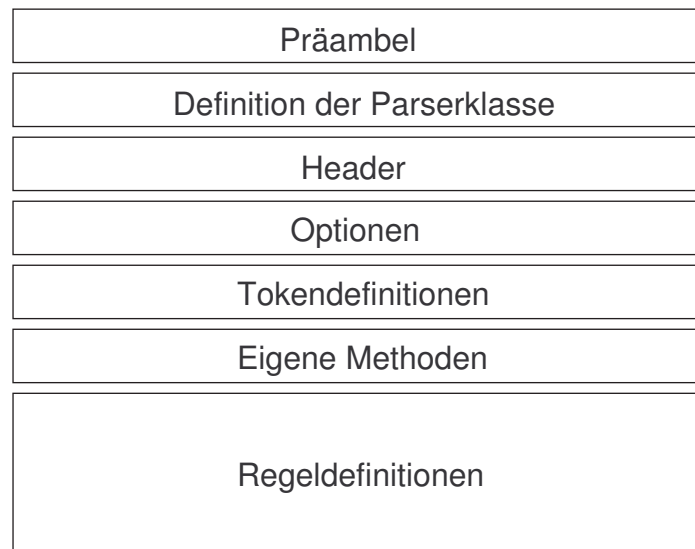 Präambel
Definition der Parserklasse
Header
Optionen
Tokendefinitionen
Eigene Methoden
Regeldefinitionen